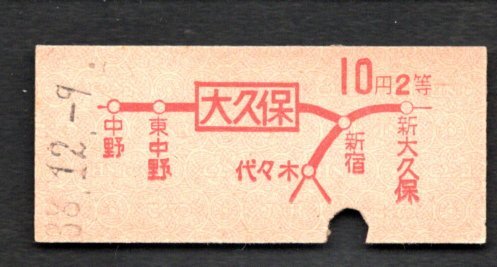 38.12.-9
10円2等
大久保
中野
東中野
新宿
新大久保
代々木